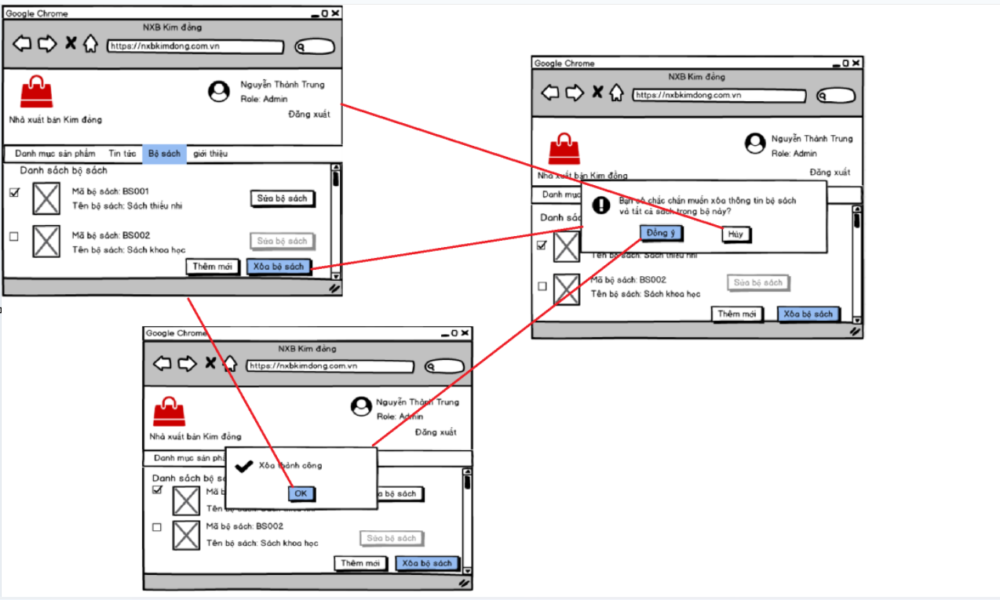 Google Chrome
NXB Kim đồng
https://nxbkimdong.com.vn
Nguyễn Thành Trung
Role: Admin
Đăng xuất
Nhà xuất bản Kim đồng
Danh mục sản phẩm Tin tức Bộ sách giới thiệu
Danh sách bộ sách
Mã bộ sách: BS001
Tên bộ sách: Sách thiếu nhi
Sửa bộ sách
Mã bộ sách: BS002
Tên bộ sách: Sách khoa học
Sửa bộ sách
Thêm mới Xóa bộ sách
Google Chrome
NXB Kim đồng
https://nxbkimdong.com.vn
Nguyễn Thành Trung
Role: Admin
Đăng xuất
Nhà xuất bản Kim đồng
Danh mục
Danh sác
Bạn có chắc chắn muốn xóa thông tin bộ sách
và tất cả sách trong bộ này?
Đồng ý Hủy
Tên bộ sách: Sách thiếu nhi
Mã bộ sách: BS002
Tên bộ sách: Sách khoa học
Sửa bộ sách
Thêm mới Xóa bộ sách
Google Chrome
NXB Kim đồng
https://nxbkimdong.com.vn
Nguyễn Thành Trung
Role: Admin
Đăng xuất
Nhà xuất bản Kim đồng
Danh mục sản phẩ
Danh sách bộ sá
Xóa thành công
OK
Mã b
a bộ sách
Tên
Mã bộ sách: BS002
Tên bộ sách: Sách khoa học
Sửa bộ sách
Thêm mới Xóa bộ sách